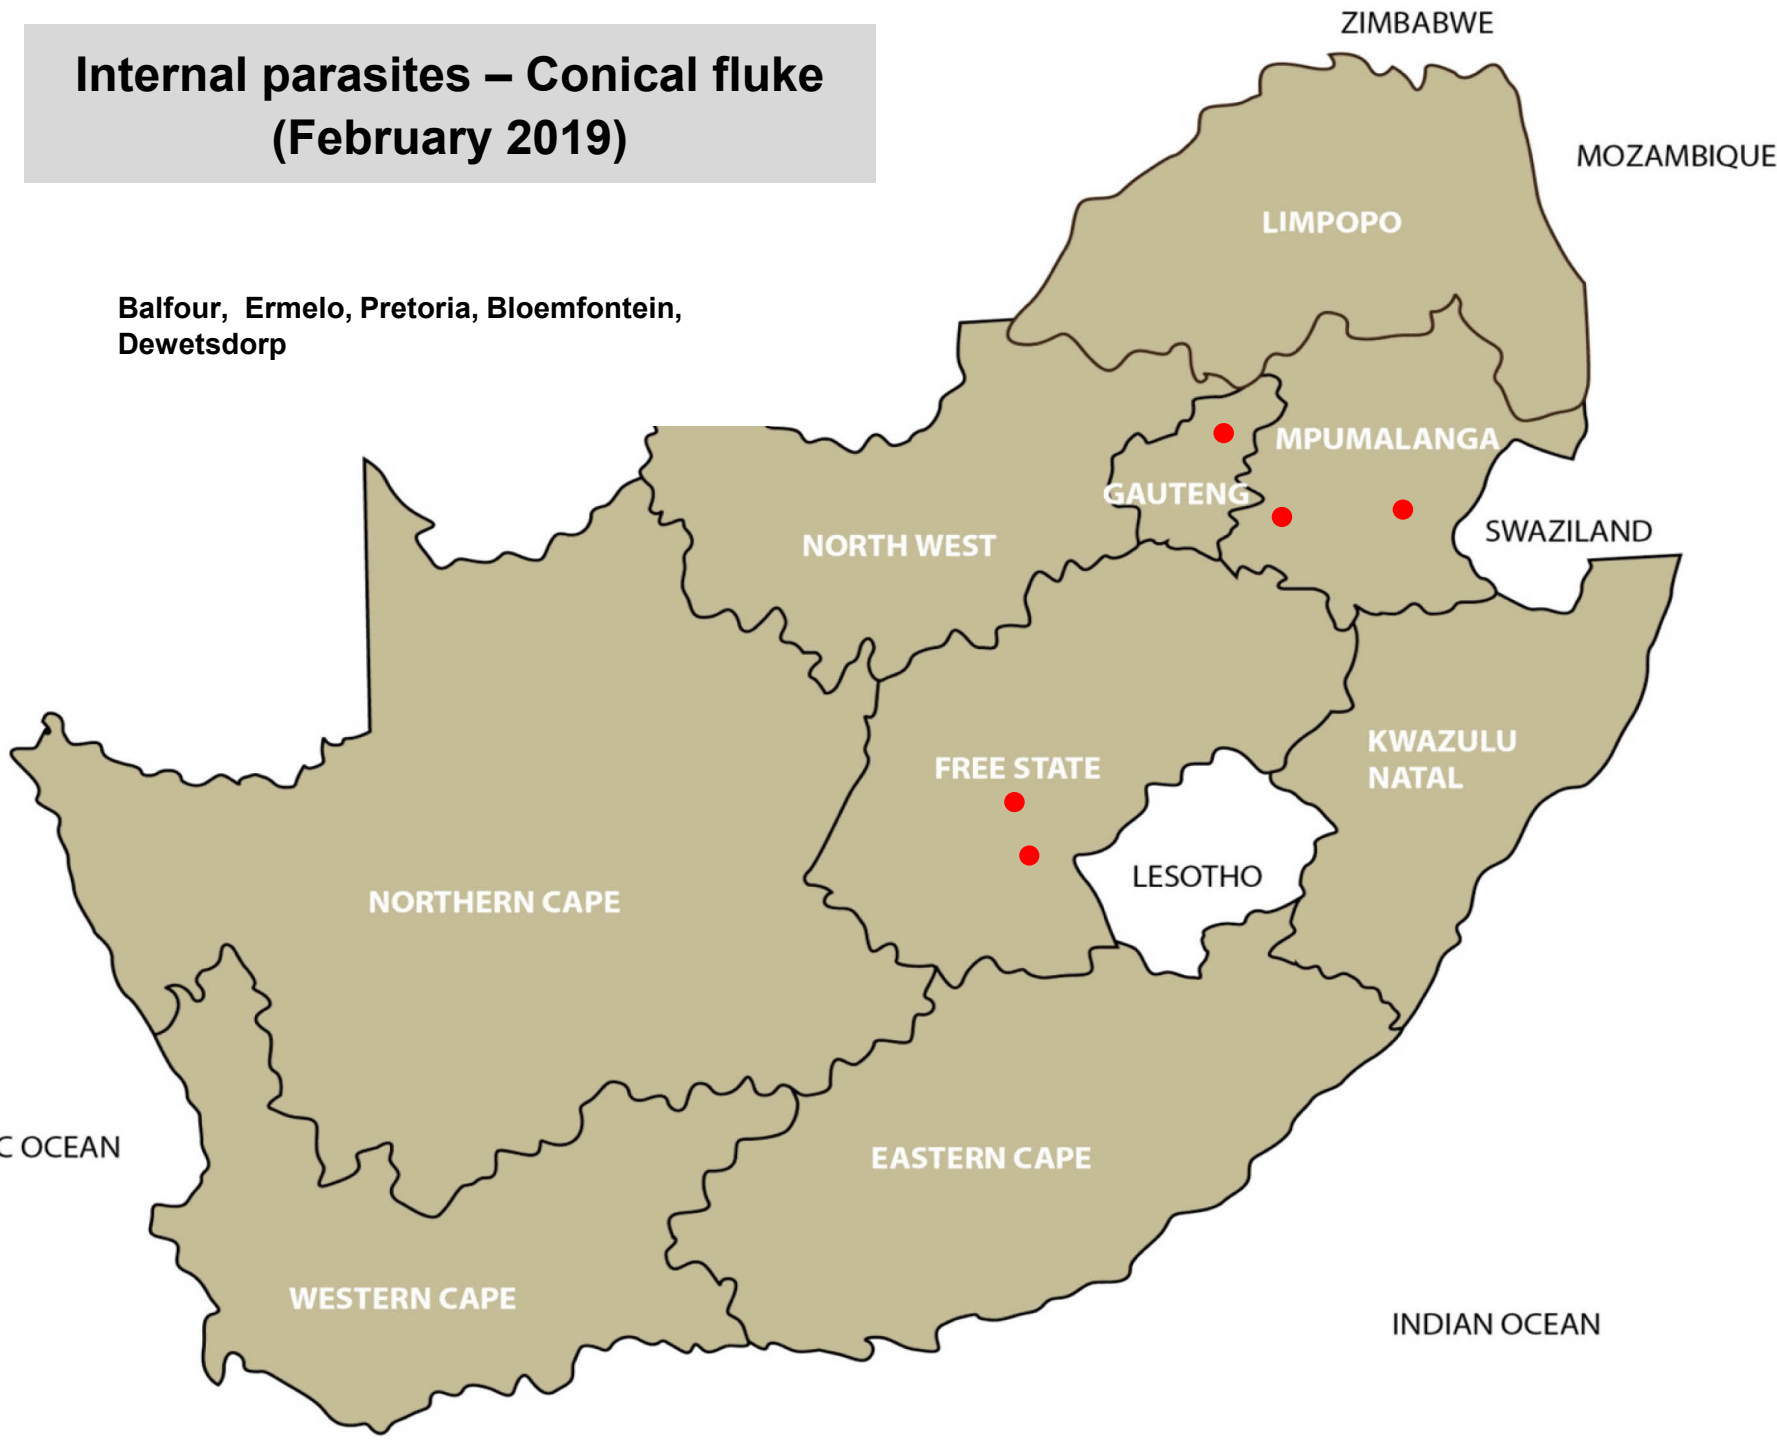 Internal parasites – Conical fluke
(February 2019)
Balfour,  Ermelo, Pretoria, Bloemfontein,
Dewetsdorp
ZIMBABWE
MOZAMBIQUE
LIMPOPO
MPUMALANGA
GAUTENG
SWAZILAND
NORTH WEST
KWAZULU
NATAL
FREE STATE
LESOTHO
NORTHERN CAPE
C OCEAN
EASTERN CAPE
WESTERN CAPE
INDIAN OCEAN